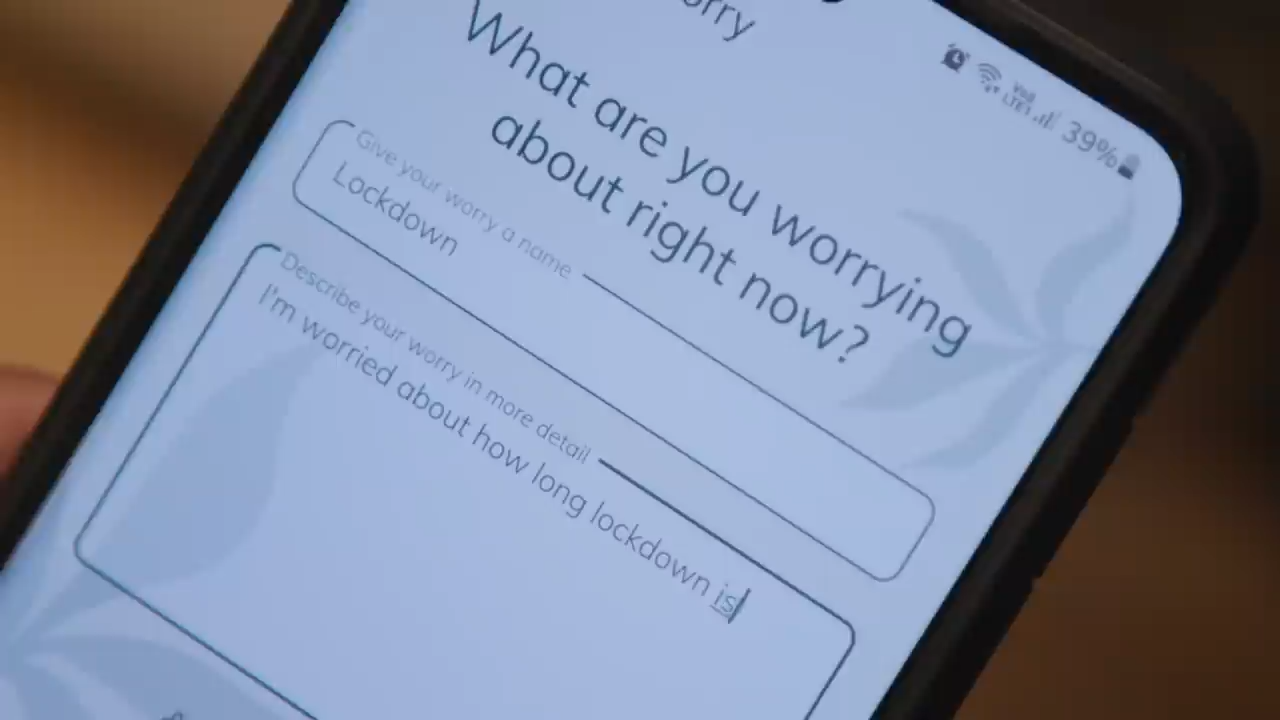 39%
What are you worrying
about right now?
Give your worry a name
Lockdown
Describe your worry in more detail
I'm worried about how long lockdown is